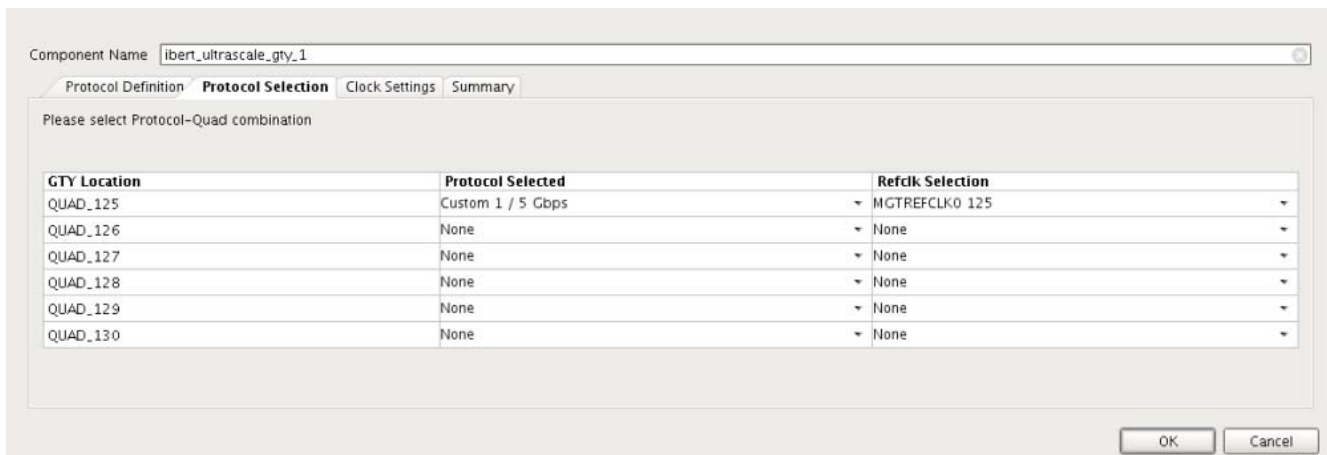 Component Name ibert_ultrascale_gty_1
Protocol Definition Protocol Selection Clock Settings Summary
Please select Protocol-Quad combination
GTY Location Protocol Selected Refclk Selection
QUAD_125 Custom 1 / 5 Gbps MGTREFCLK0 125
QUAD_126 None None
QUAD_127 None None
QUAD_128 None None
QUAD_129 None None
QUAD_130 None None
OK Cancel